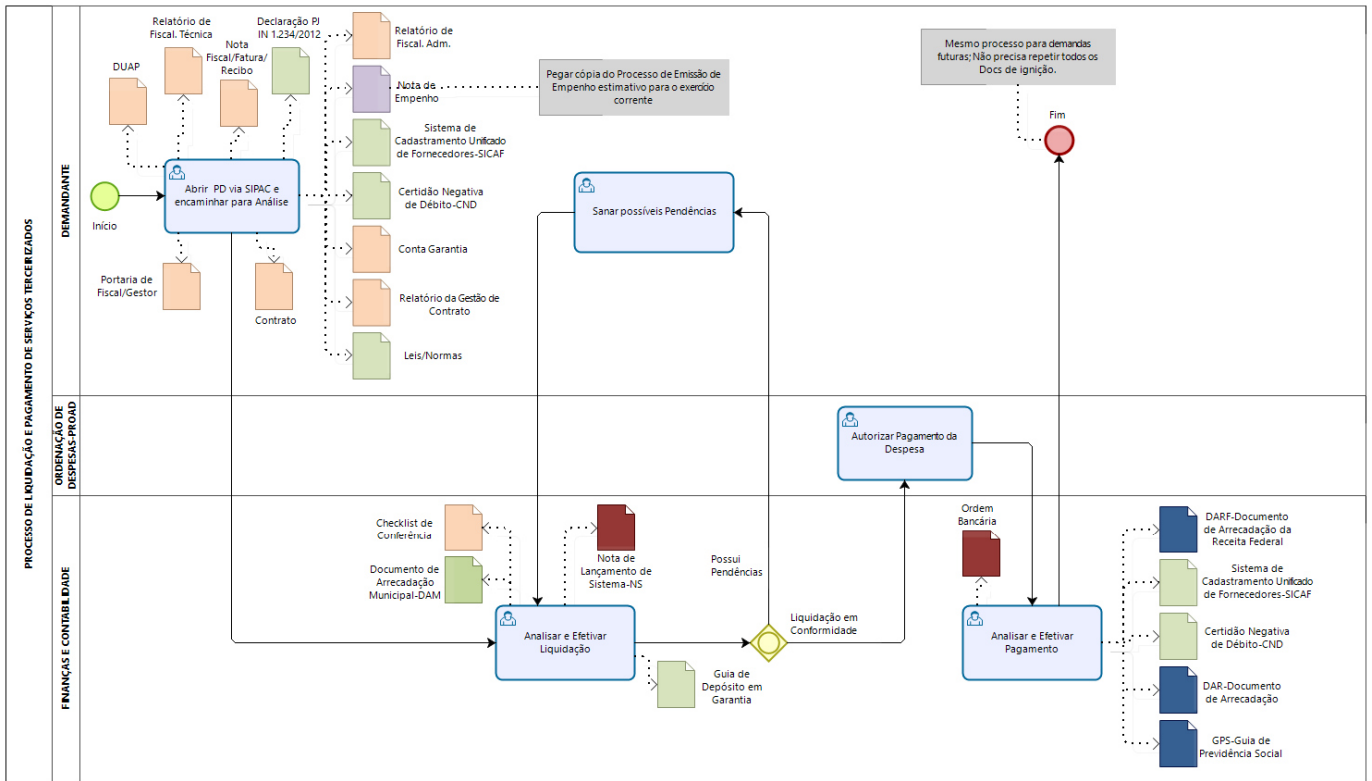 PROCESSO DE LIQUIDAÇÃO E PAGAMENTO DE SERVIÇOS TERCEIRIZADOS
DEMANDANTE
DUAP
Relatório de
Fiscal. Técnica
Nota
Fiscal/Fatura/
Recibo
Declaração PJ
IN 1.234/2012
Relatório de
Fiscal. Adm.
Nota de
Empenho
Pegar cópia do Processo de Emissão de
Empenho estimativo para o exercício
corrente
Mesmo processo para demandas
futuras; Não precisa repetir todos os
Docs de ignição.
Fim
Sistema de
Cadastramento Unificado
de Fornecedores-SICAF
Início
Abrir PD via SIPAC e
encaminhar para Análise
Certidão Negativa
de Débito-CND
Sanar possíveis Pendências
Conta Garantia
Portaria de
Fiscal/Gestor
Contrato
Relatório da Gestão de
Contrato
Leis/Normas
ORDENAÇÃO DE
DESPESAS-PROAD
Autorizar Pagamento da
Despesa
FINANÇAS E CONTABILIDADE
Checklist de
Conferência
Documento de
Arrecadação
Municipal-DAM
Nota de
Lançamento de
Sistema-NS
Analisar e Efetivar
Liquidação
Guia de
Depósito em
Garantia
Possui
Pendências
Liquidação em
Conformidade
Ordem
Bancária
Analisar e Efetivar
Pagamento
DARF-Documento
de Arrecadação da
Receita Federal
Sistema de
Cadastramento Unificado
de Fornecedores-SICAF
Certidão Negativa
de Débito-CND
DAR-Documento
de Arrecadação
GPS-Guia de
Previdência Social